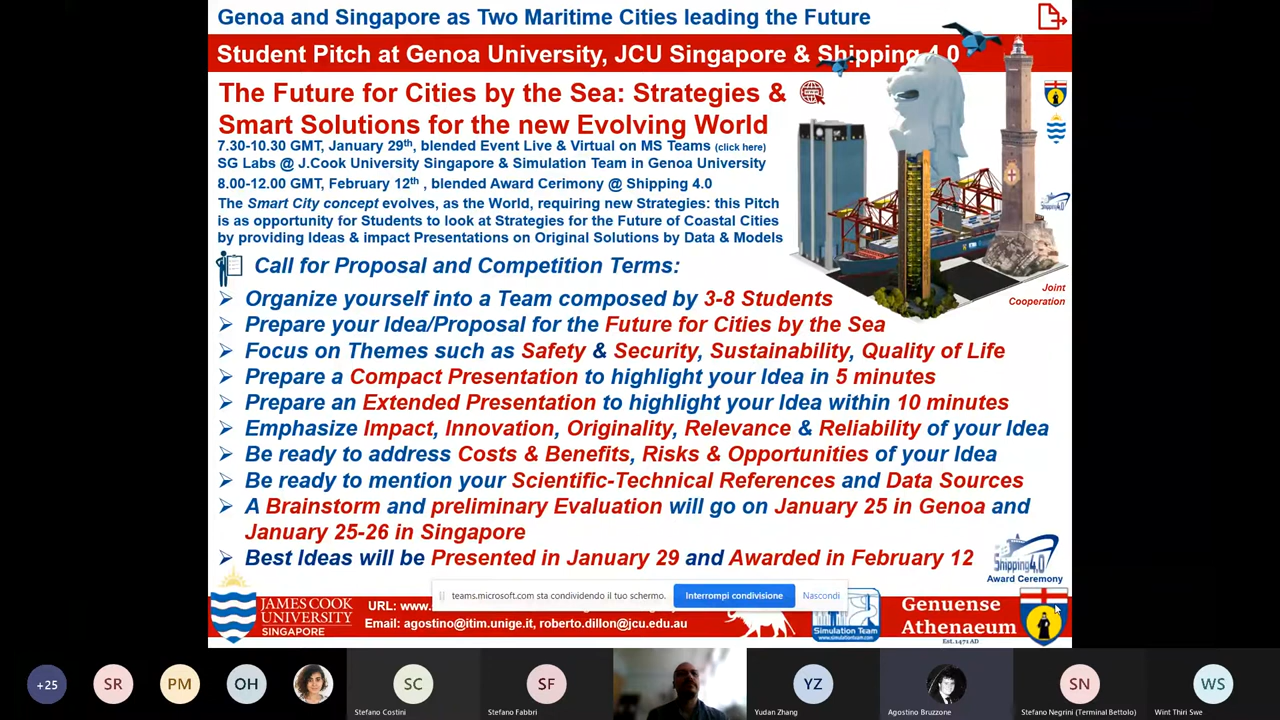 Genoa and Singapore as Two Maritime Cities leading the Future
Student Pitch at Genoa University, JCU Singapore & Shipping 4.0
The Future for Cities by the Sea: Strategies &
Smart Solutions for the new Evolving World
7.30-10.30 GMT, January 29th, blended Event Live & Virtual on MS Teams (click here)
SG Labs @ J.Cook University Singapore & Simulation Team in Genoa University
8.00-12.00 GMT, February 12th , blended Award Cerimony @ Shipping 4.0
The Smart City concept evolves, as the World, requiring new Strategies: this Pitch
is as opportunity for Students to look at Strategies for the Future of Coastal Cities
by providing Ideas & impact Presentations on Original Solutions by Data & Models
Shipping 4.0
Joint
Cooperation
Call for Proposal and Competition Terms:
➢ Organize yourself into a Team composed by 3-8 Students
➢ Prepare your Idea/Proposal for the Future for Cities by the Sea
➢ Focus on Themes such as Safety & Security, Sustainability, Quality of Life
➢ Prepare a Compact Presentation to highlight your Idea in 5 minutes
➢ Prepare an Extended Presentation to highlight your Idea within 10 minutes
➢ Emphasize Impact, Innovation, Originality, Relevance & Reliability of your Idea
➢ Be ready to address Costs & Benefits, Risks & Opportunities of your Idea
➢ Be ready to mention your Scientific-Technical References and Data Sources
➢ A Brainstorm and preliminary Evaluation will go on January 25 in Genoa and
January 25-26 in Singapore
➢ Best Ideas will be Presented in January 29 and Awarded in February 12
Shipping 4.0
Award Ceremony
teams.microsoft.com sta condividendo il tuo schermo.
Interrompi condivisione
Nascondi
JAMES COOK
UNIVERSITY
SINGAPORE
URL: www.
Email: agostino@itim.unige.it, roberto.dillon@jcu.edu.au
Simulation Team
www.simulationteam.com
Genuense
Athenaeum
Est. 1471 AD
+25
SR
PM
OH
SC
Stefano Costini
SF
Stefano Fabbri
YZ
Yudan Zhang
Agostino Bruzzone
SN
Stefano Negrini (Terminal Bettolo)
WS
Wint Thiri Swe